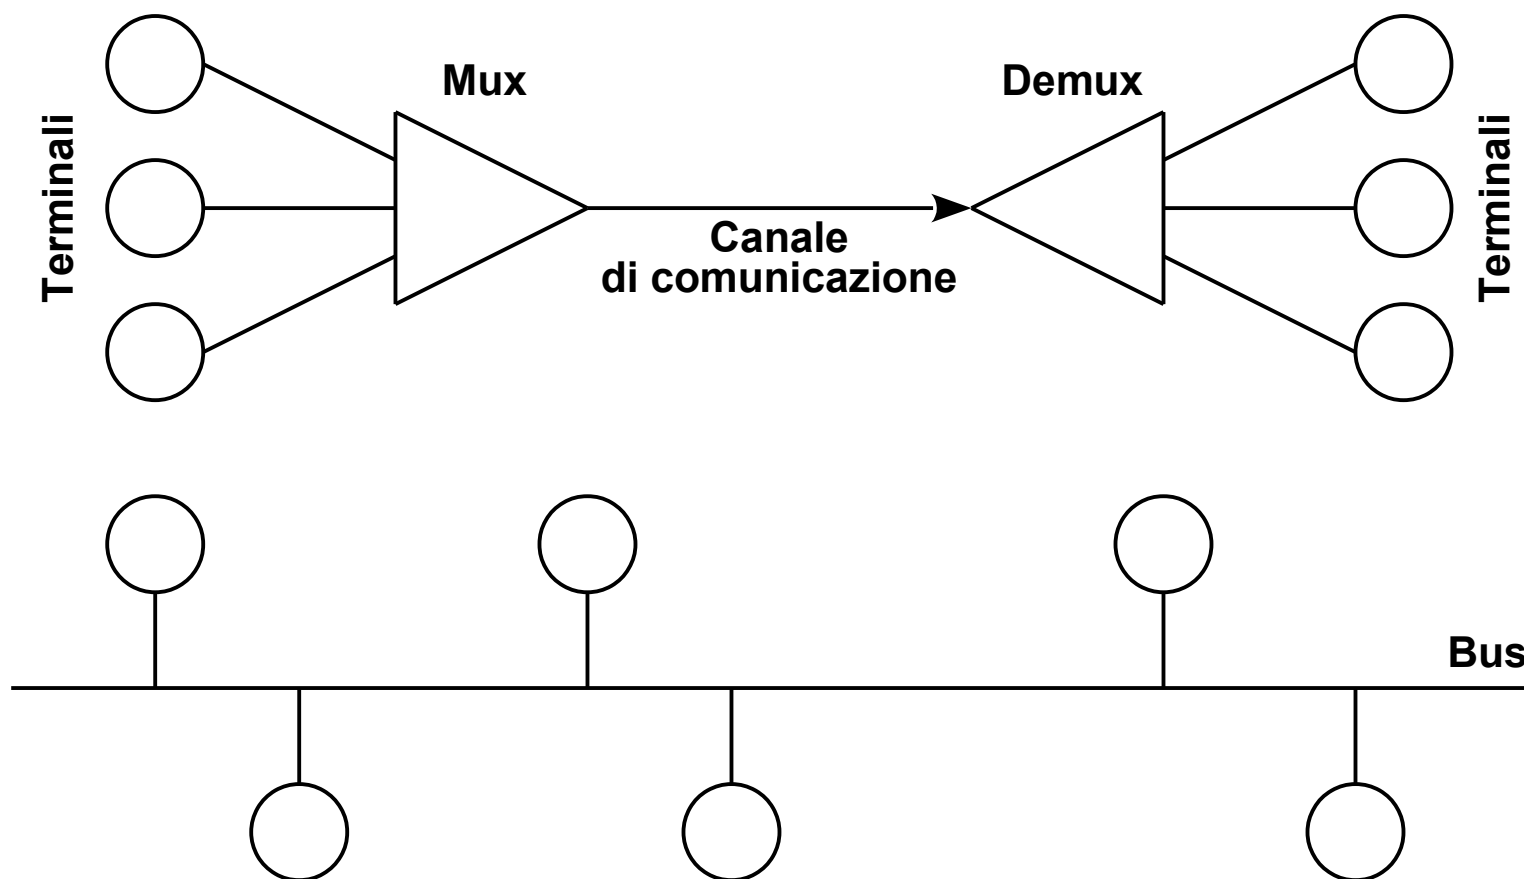 Mux
Demux
Terminali
Terminali
Canale
di comunicazione
Bus